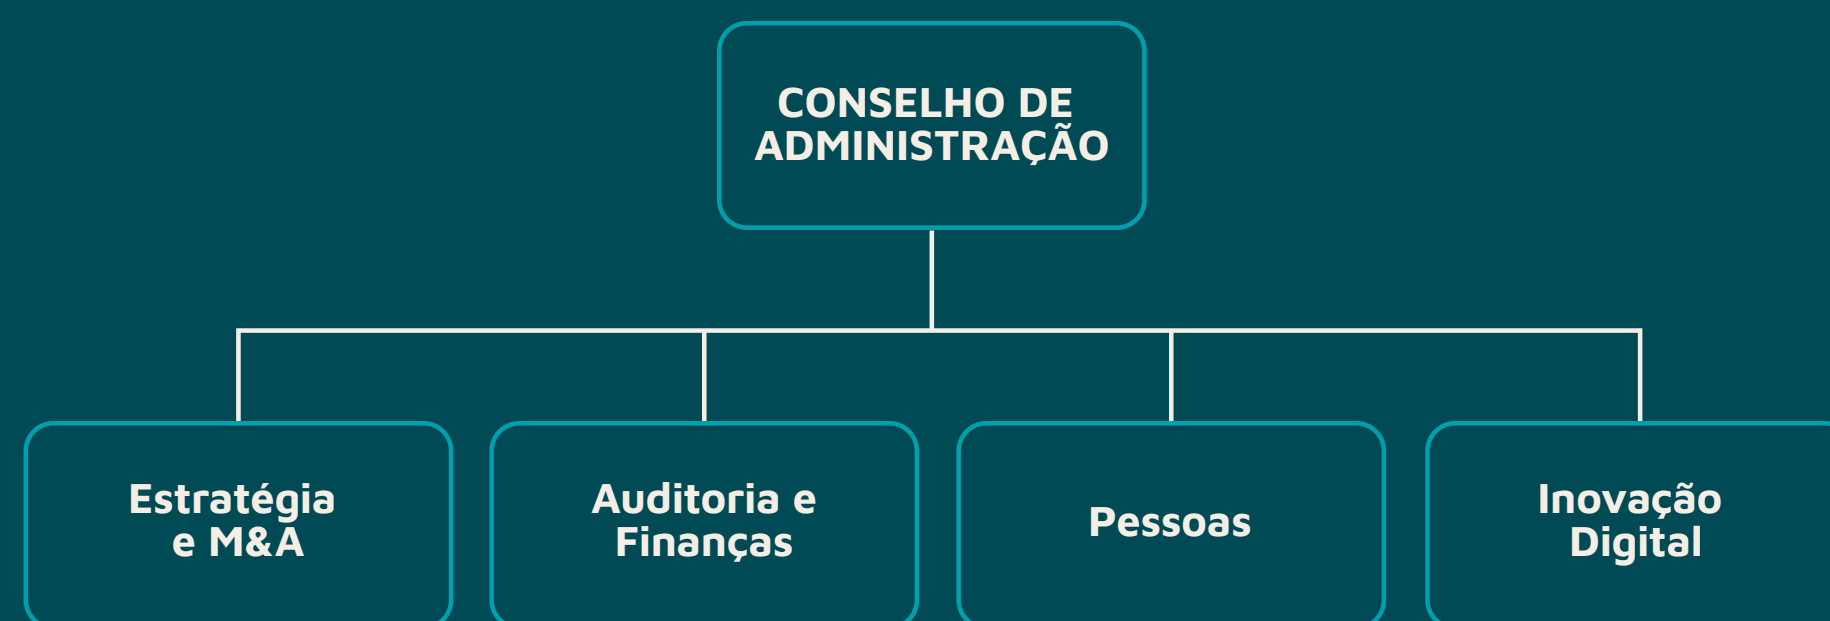 CONSELHO DE
ADMINISTRAÇÃO
Estratégia
e M&A
Auditoria e
Finanças
Pessoas
Inovação
Digital